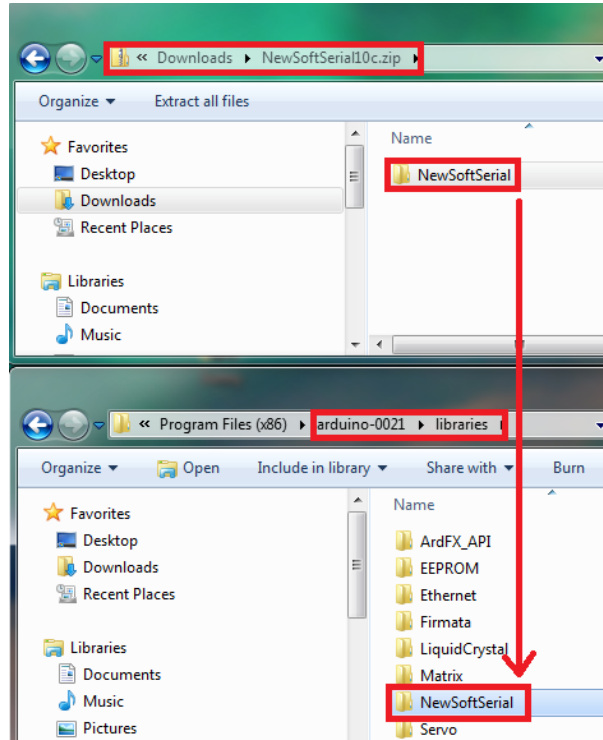 « Downloads ▸ NewSoftSerial10c.zip ▸
Organize Extract all files
Favorites
Desktop
Downloads
Recent Places
Libraries
Documents
Music
Name
NewSoftSerial
« Program Files (x86) ▸ arduino-0021 ▸ libraries
Organize Open Include in library Share with Burn
Favorites
Desktop
Downloads
Recent Places
Libraries
Documents
Music
Pictures
Name
ArdFX_API
EEPROM
Ethernet
Firmata
LiquidCrystal
Matrix
NewSoftSerial
Servo